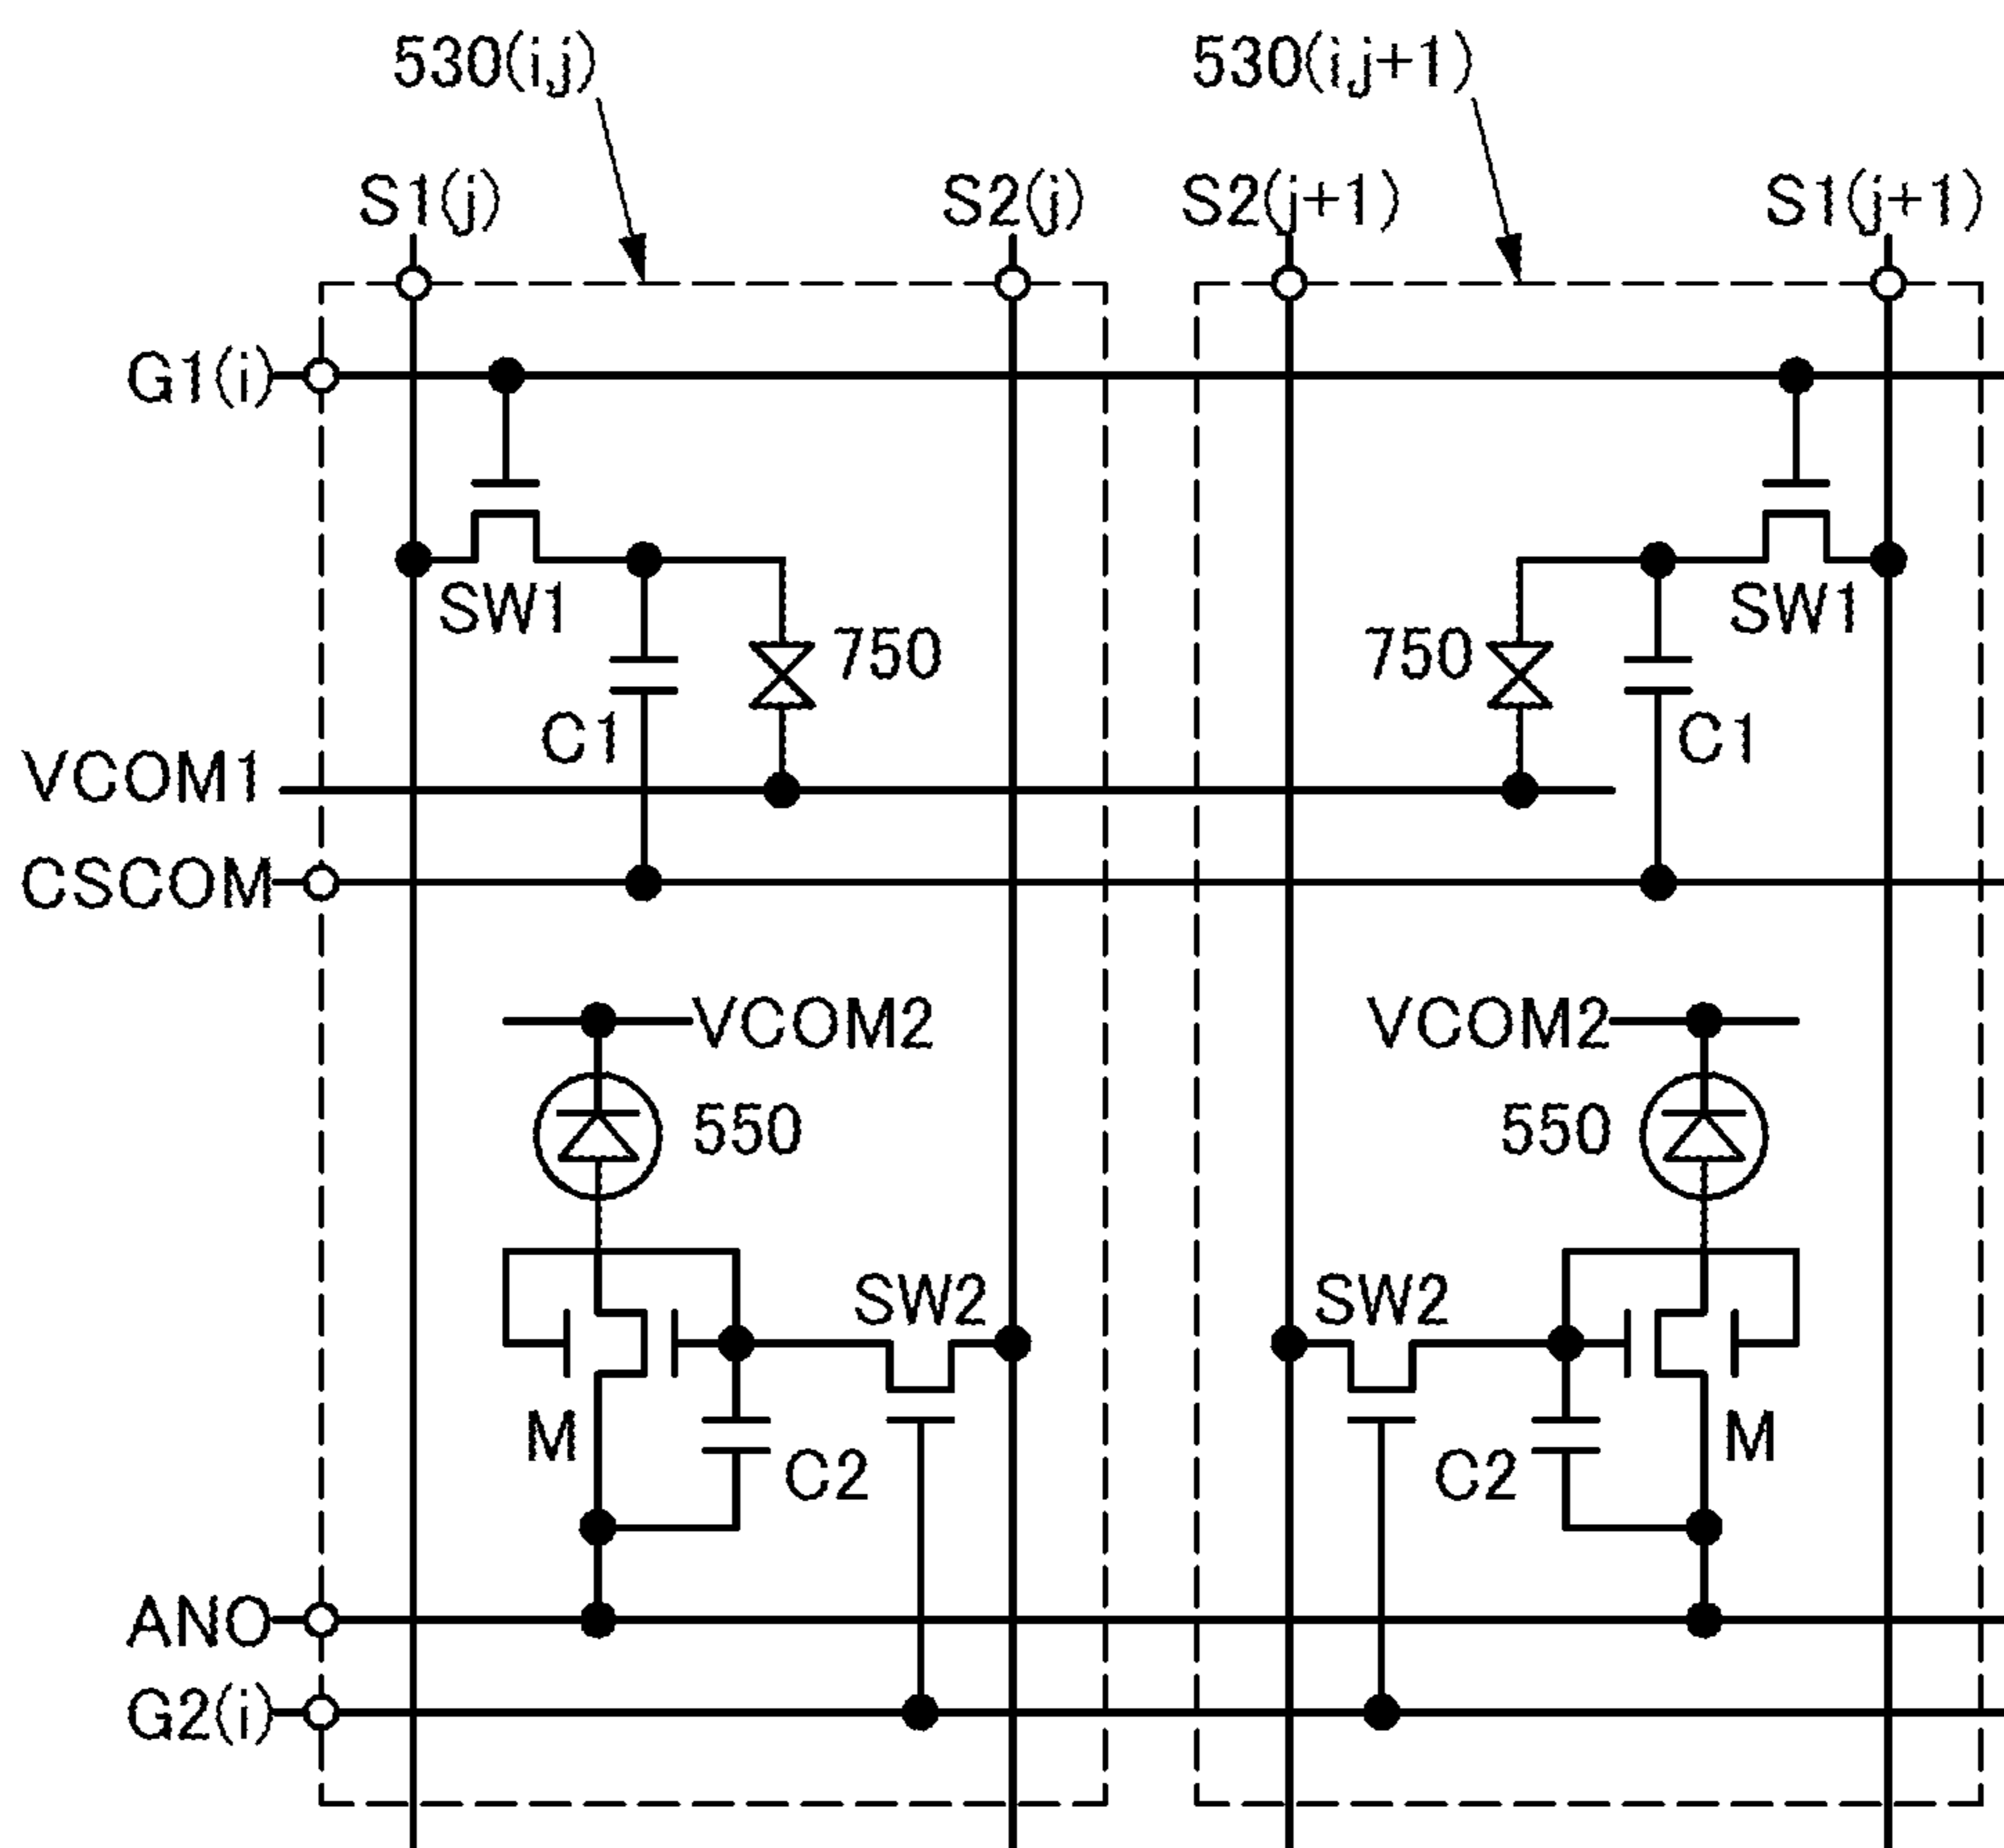 530(i,j) 530(i,j+1)
S1(j) S2(j) S2(j+1) S1(j+1)
G1(i)
SW1 SW1
750 750
C1 C1
VCOM1
CSCOM
VCOM2 VCOM2
550 550
SW2 SW2
M M
C2 C2
ANO
G2(i)